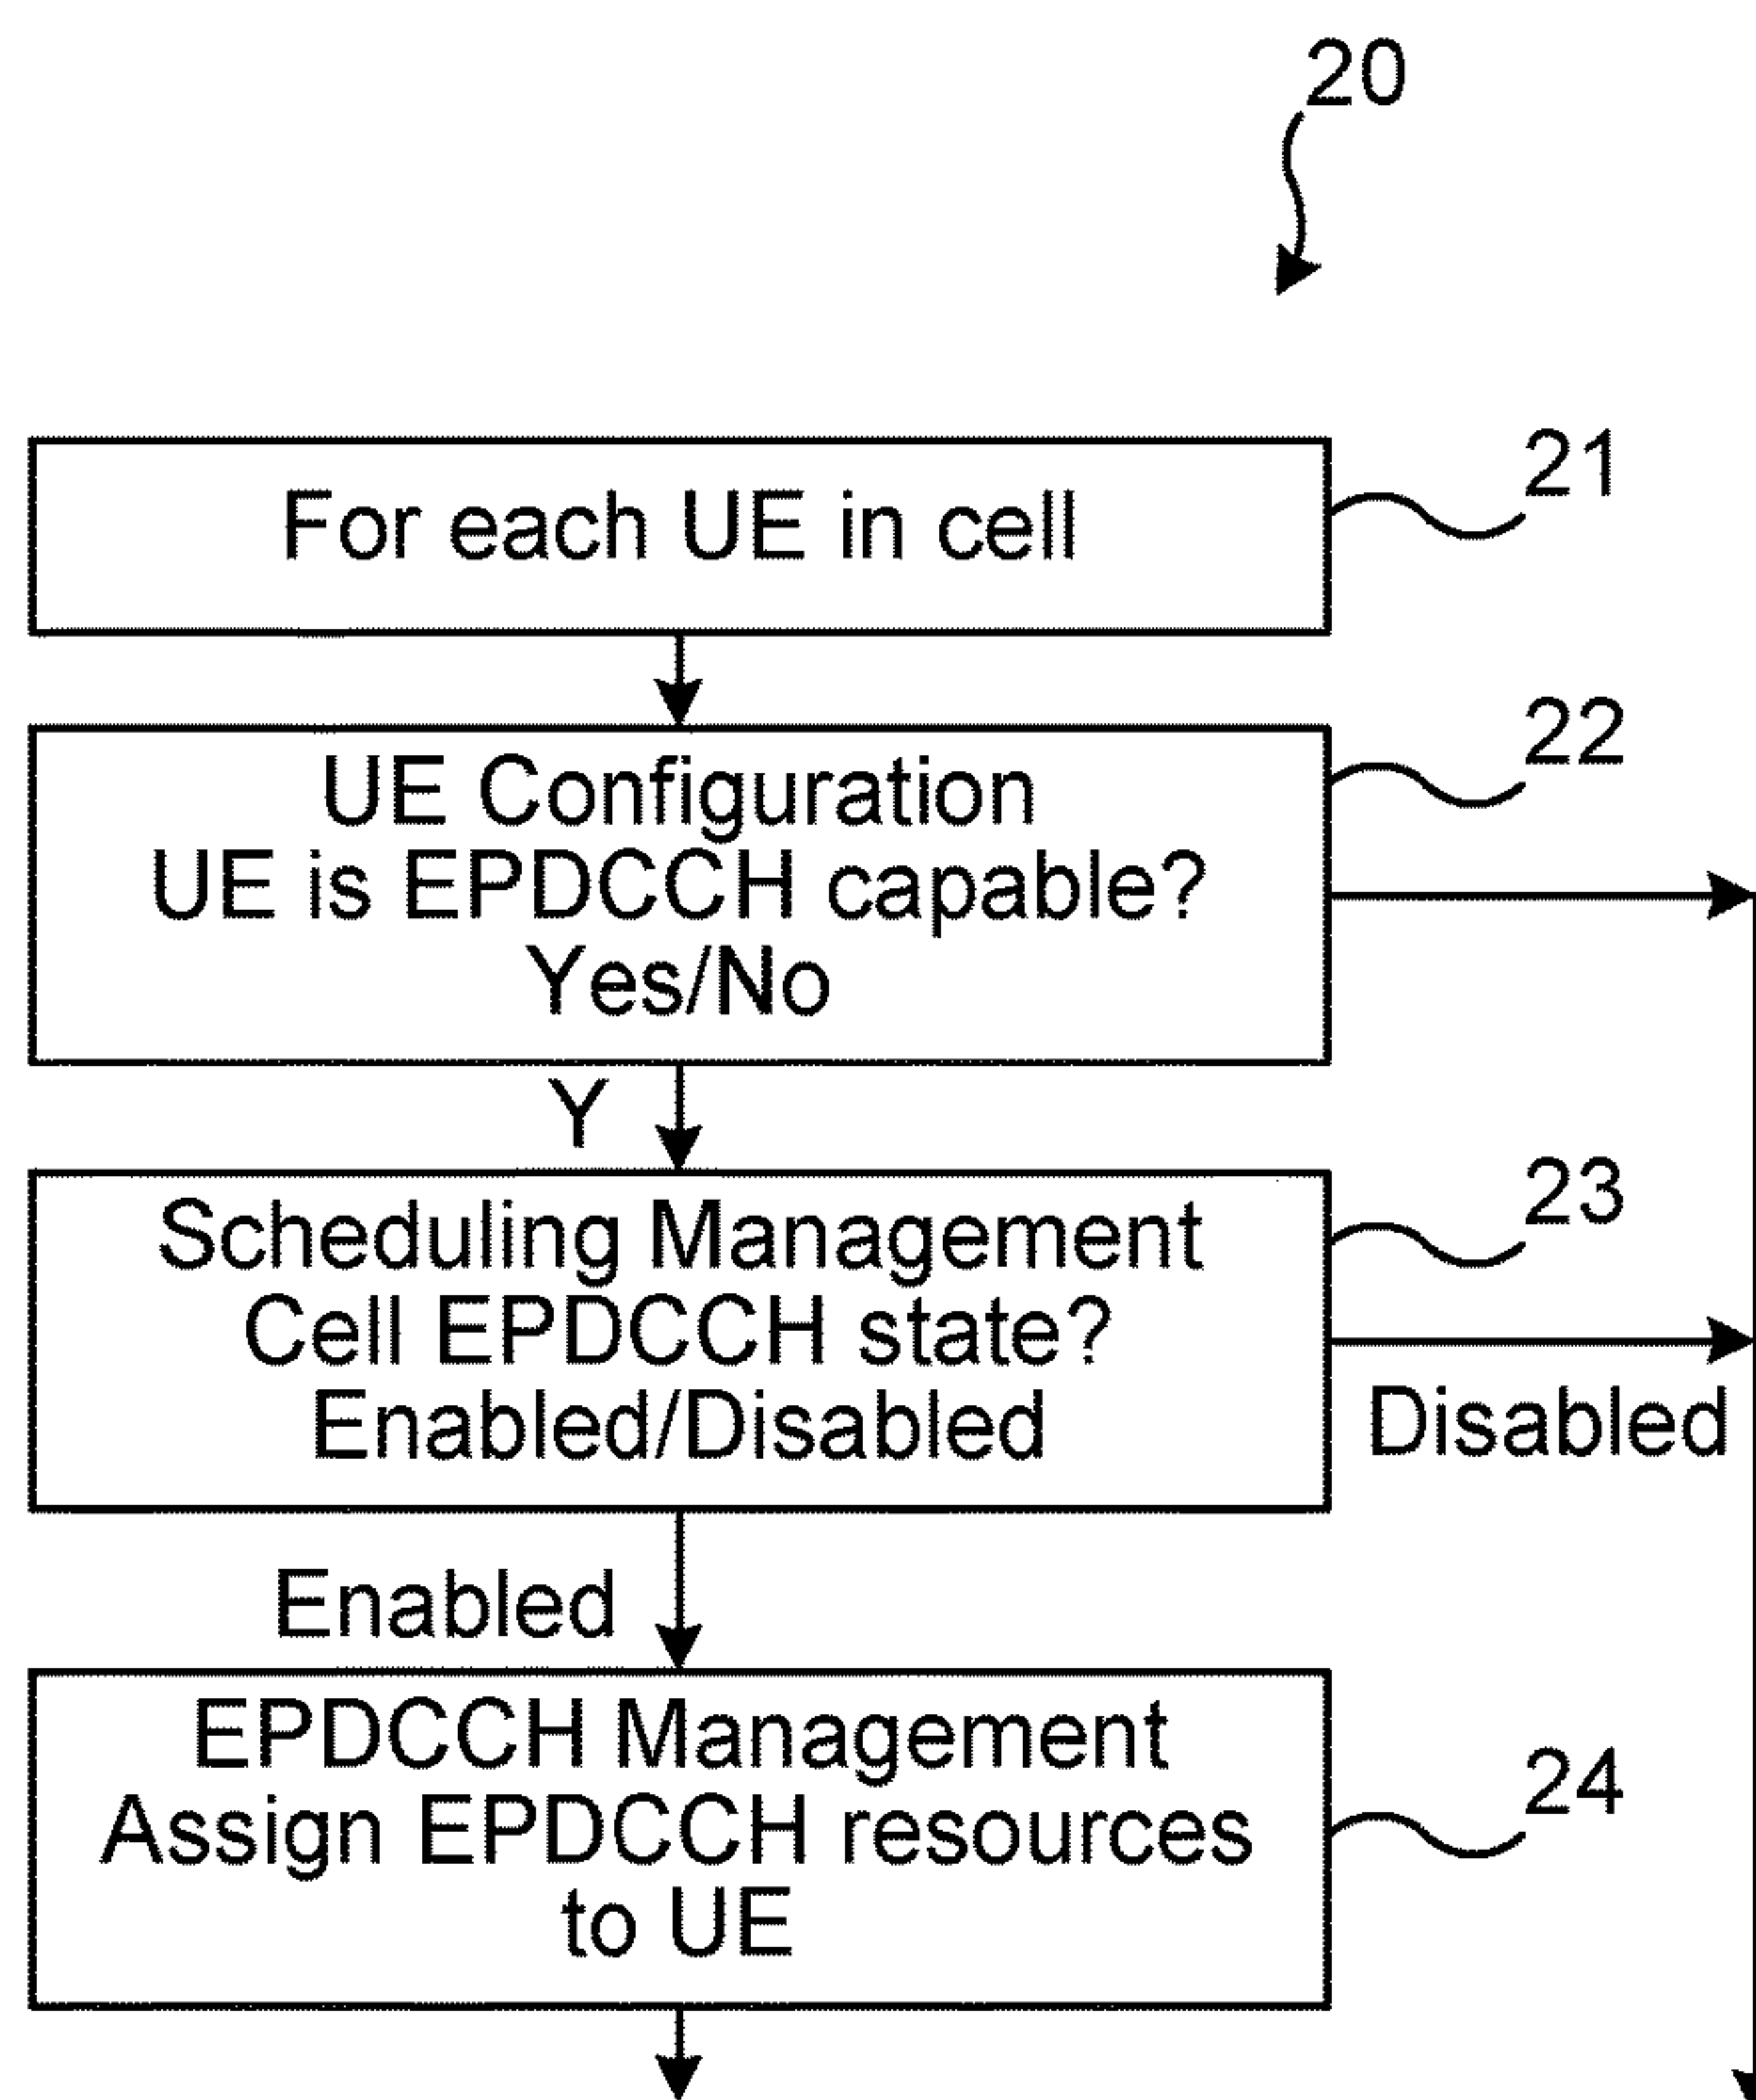 20
For each UE in cell
21
UE Configuration
UE is EPDCCH capable?
Yes/No
22
Y
Scheduling Management
Cell EPDCCH state?
Enabled/Disabled
23
Disabled
Enabled
EPDCCH Management
Assign EPDCCH resources
to UE
24